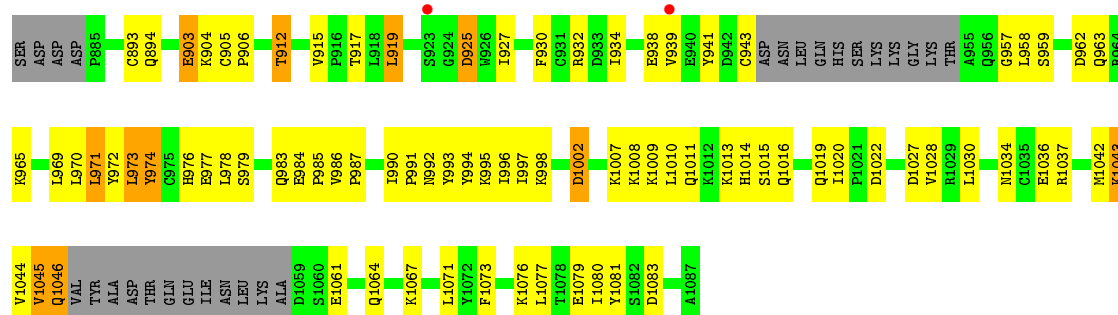 SER ASP ASP ASP P885 C893 Q894 E903 K904 C905 P906 T912 V915 P916 T917 L918 L919 S923 G924 D925 W926 I927 F930 C931 R932 D933 I934 E938 V939 E940 Y941 D942 C943 ASP ASN LEU GLN HIS SER LYS LYS GLY LYS THR A955 Q956 G957 L958 S959 D962 Q963 R964
K965 L969 L970 L971 Y972 L973 Y974 C975 H976 E977 L978 S979 Q983 E984 P985 V986 P987 I990 P991 N992 Y993 Y994 K995 I996 I997 K998 D1002 K1007 K1008 K1009 L1010 Q1011 K1012 K1013 H1014 S1015 Q1016 Q1019 I1020 P1021 D1022 D1027 V1028 R1029 L1030 N1034 C1035 E1036 R1037 M1042 K1043
V1044 V1045 Q1046 VAL TYR ALA ASP THR GLN GLU ILE ASN LEU LYS ALA D1059 S1060 E1061 Q1064 K1067 L1071 Y1072 F1073 K1076 L1077 T1078 E1079 I1080 Y1081 S1082 D1083 A1087